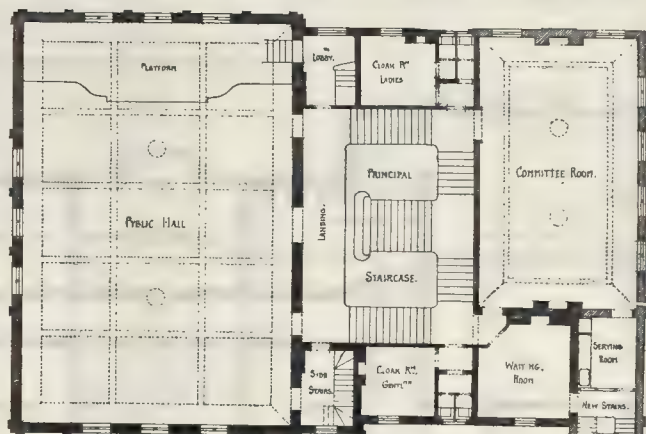 PLATFORM
LOBBY.
CLOAK Rm
LADIES
PRINCIPAL
COMMITTEE ROOM.
LANDING.
PUBLIC HALL
STAIRCASE.
SIDE
STAIRS.
CLOAK Rm
GENTmn
WAITING.
ROOM
SERVING
ROOM
NEW STAIRS.